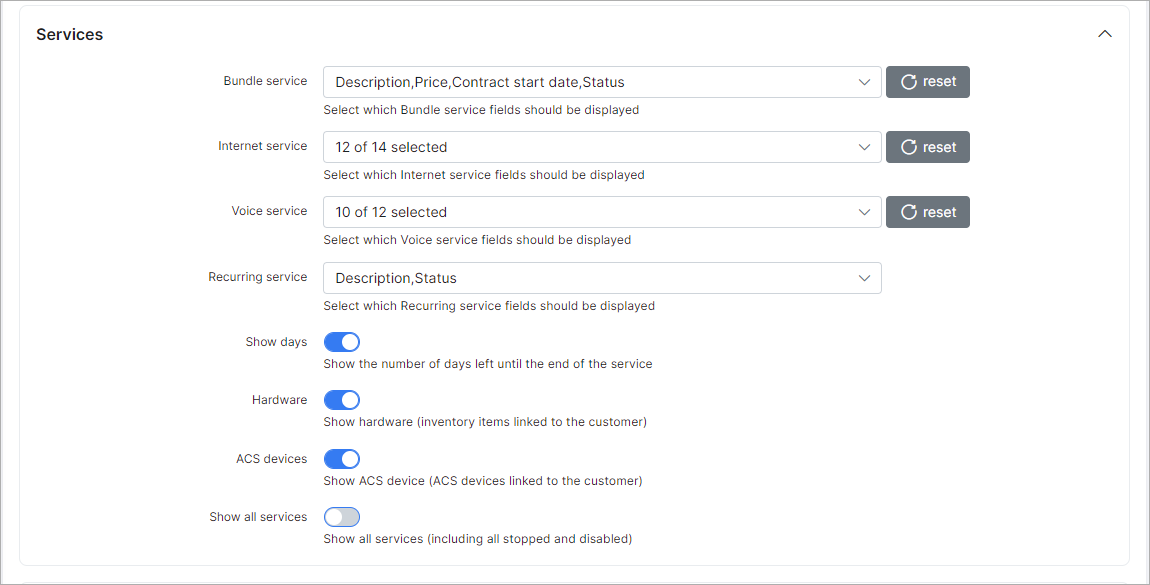 Services
Bundle service
Description,Price,Contract start date,Status
reset
Select which Bundle service fields should be displayed
Internet service
12 of 14 selected
reset
Select which Internet service fields should be displayed
Voice service
10 of 12 selected
reset
Select which Voice service fields should be displayed
Recurring service
Description,Status
Select which Recurring service fields should be displayed
Show days
Show the number of days left until the end of the service
Hardware
Show hardware (inventory items linked to the customer)
ACS devices
Show ACS device (ACS devices linked to the customer)
Show all services
Show all services (including all stopped and disabled)